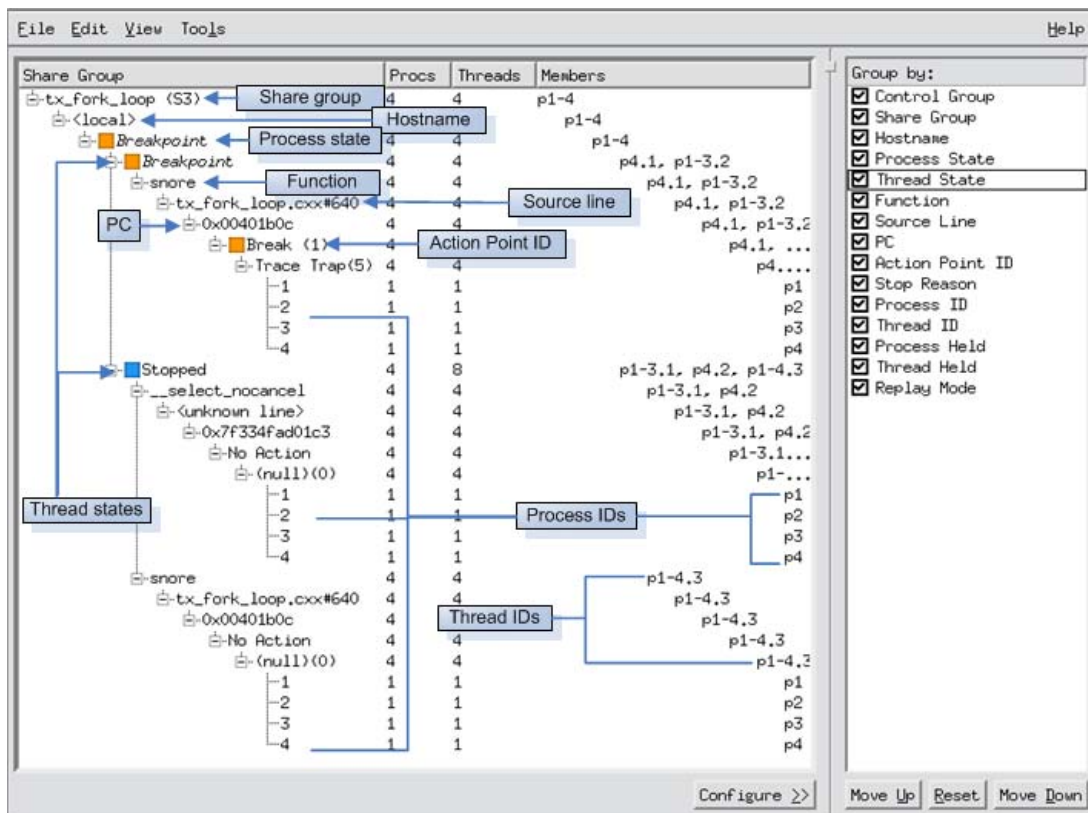 File Edit View Tools Help
Share Group Procs Threads Members
tx_fork_loop (S3) Share group 4 4 p1-4
<local> Hostname p1-4
Breakpoint Process state 4 4 p1-4
Breakpoint 4 4 p4.1, p1-3.2
snore Function 4 4 p4.1, p1-3.2
tx_fork_loop.cxx#640 4 4 Source line p4.1, p1-3.2
PC 0x00401b0c 4 4 p4.1, p1-3.2
Break (1) Action Point ID p4.1, ...
Trace Trap(5) 4 4 p4....
1 1 1 p1
2 1 1 p2
3 1 1 p3
4 1 1 p4
Stopped 4 8 p1-3.1, p4.2, p1-4.3
__select_nocancel 4 4 p1-3.1, p4.2
<unknown line> 4 4 p1-3.1, p4.2
0x7f334fad01c3 4 4 p1-3.1, p4.2
No Action 4 4 p1-3.1...
(null)(0) 4 4 p1-...
1 1 1 p1
Thread states 2 1 1 Process IDs p2
3 1 1 p3
4 1 1 p4
snore 4 4 p1-4.3
tx_fork_loop.cxx#640 4 4 p1-4.3
0x00401b0c 4 4 Thread IDs p1-4.3
No Action 4 4 p1-4.3
(null)(0) 4 4 p1-4.3
1 1 1 p1
2 1 1 p2
3 1 1 p3
4 1 1 p4
Configure >>
Group by:
Control Group
Share Group
Hostname
Process State
Thread State
Function
Source Line
PC
Action Point ID
Stop Reason
Process ID
Thread ID
Process Held
Thread Held
Replay Mode
Move Up Reset Move Down